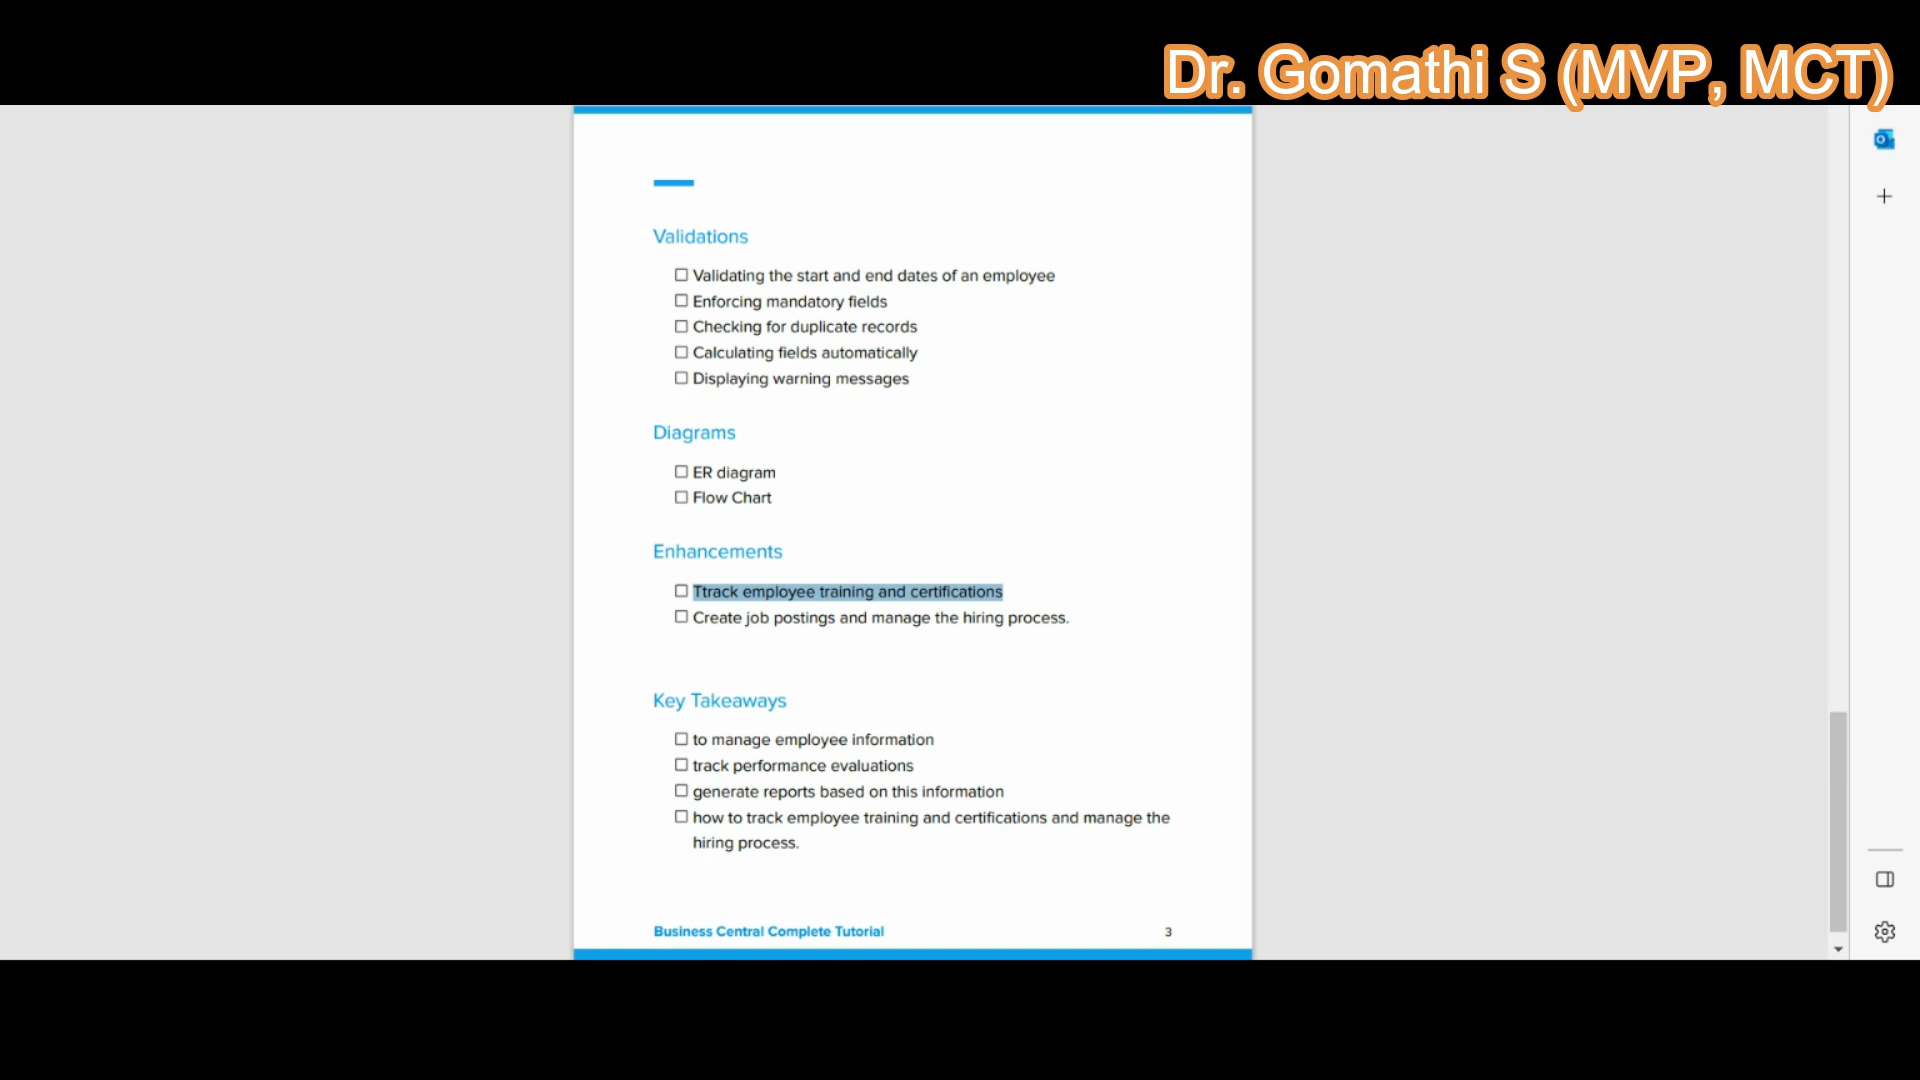 Dr. Gomathi S (MVP, MCT)
Validations
Validating the start and end dates of an employee
Enforcing mandatory fields
Checking for duplicate records
Calculating fields automatically
Displaying warning messages
Diagrams
ER diagram
Flow Chart
Enhancements
Ttrack employee training and certifications
Create job postings and manage the hiring process.
Key Takeaways
to manage employee information
track performance evaluations
generate reports based on this information
how to track employee training and certifications and manage the
hiring process.
Business Central Complete Tutorial 3